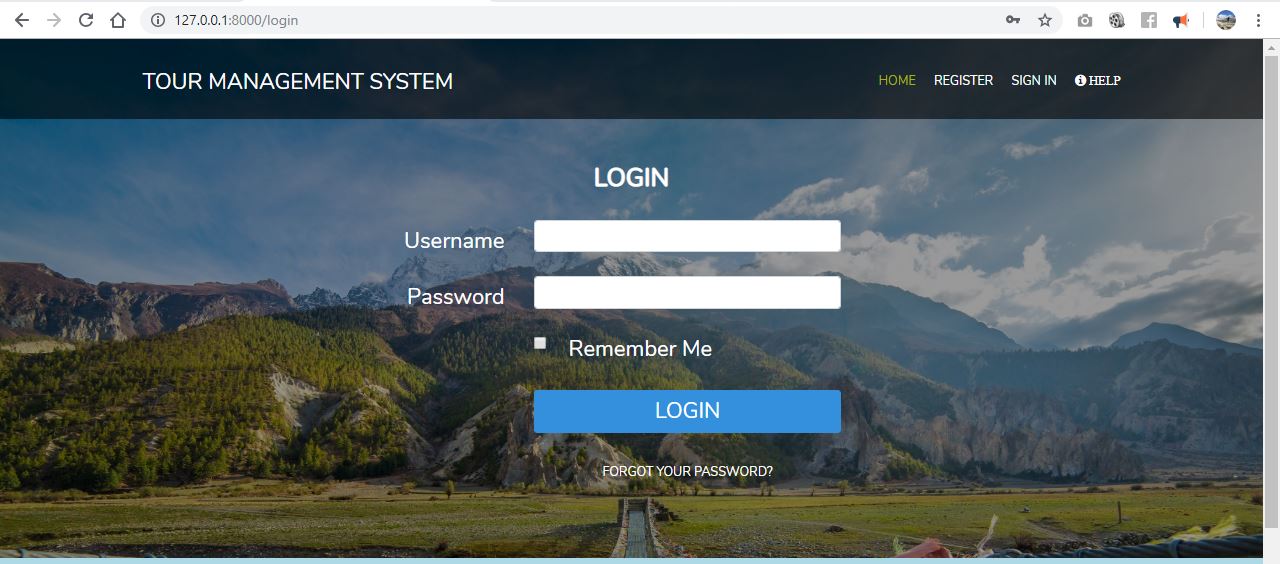 127.0.0.1:8000/login
TOUR MANAGEMENT SYSTEM
HOME REGISTER SIGN IN HELP
LOGIN
Username
Password
Remember Me
LOGIN
FORGOT YOUR PASSWORD?